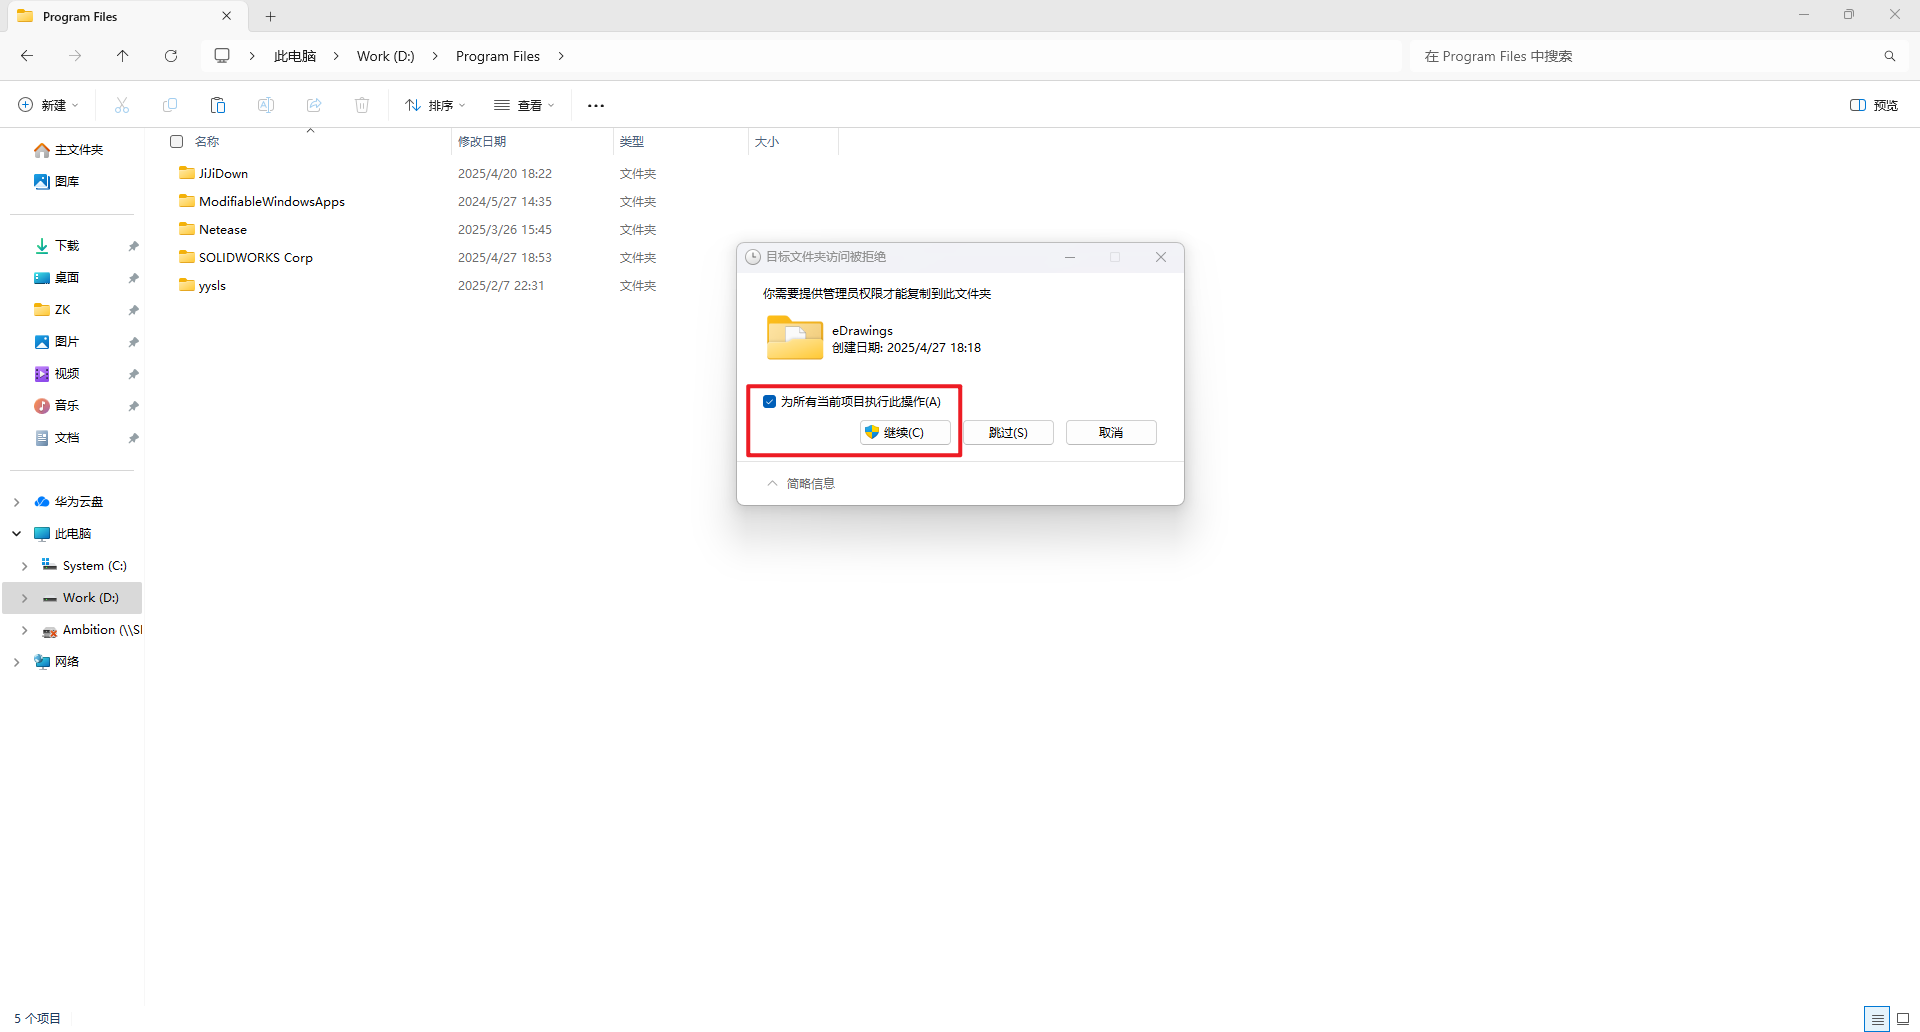 Program Files
此电脑 Work (D:) Program Files
在 Program Files 中搜索
新建 排序 查看 预览
名称 修改日期 类型 大小
JiJiDown 2025/4/20 18:22 文件夹
ModifiableWindowsApps 2024/5/27 14:35 文件夹
Netease 2025/3/26 15:45 文件夹
SOLIDWORKS Corp 2025/4/27 18:53 文件夹
yysls 2025/2/7 22:31 文件夹
主文件夹
图库
下载
桌面
ZK
图片
视频
音乐
文档
华为云盘
此电脑
System (C:)
Work (D:)
Ambition (\\S
网络
目标文件夹访问被拒绝
你需要提供管理员权限才能复制到此文件夹
eDrawings
创建日期: 2025/4/27 18:18
为所有当前项目执行此操作(A)
继续(C) 跳过(S) 取消
简略信息
5 个项目